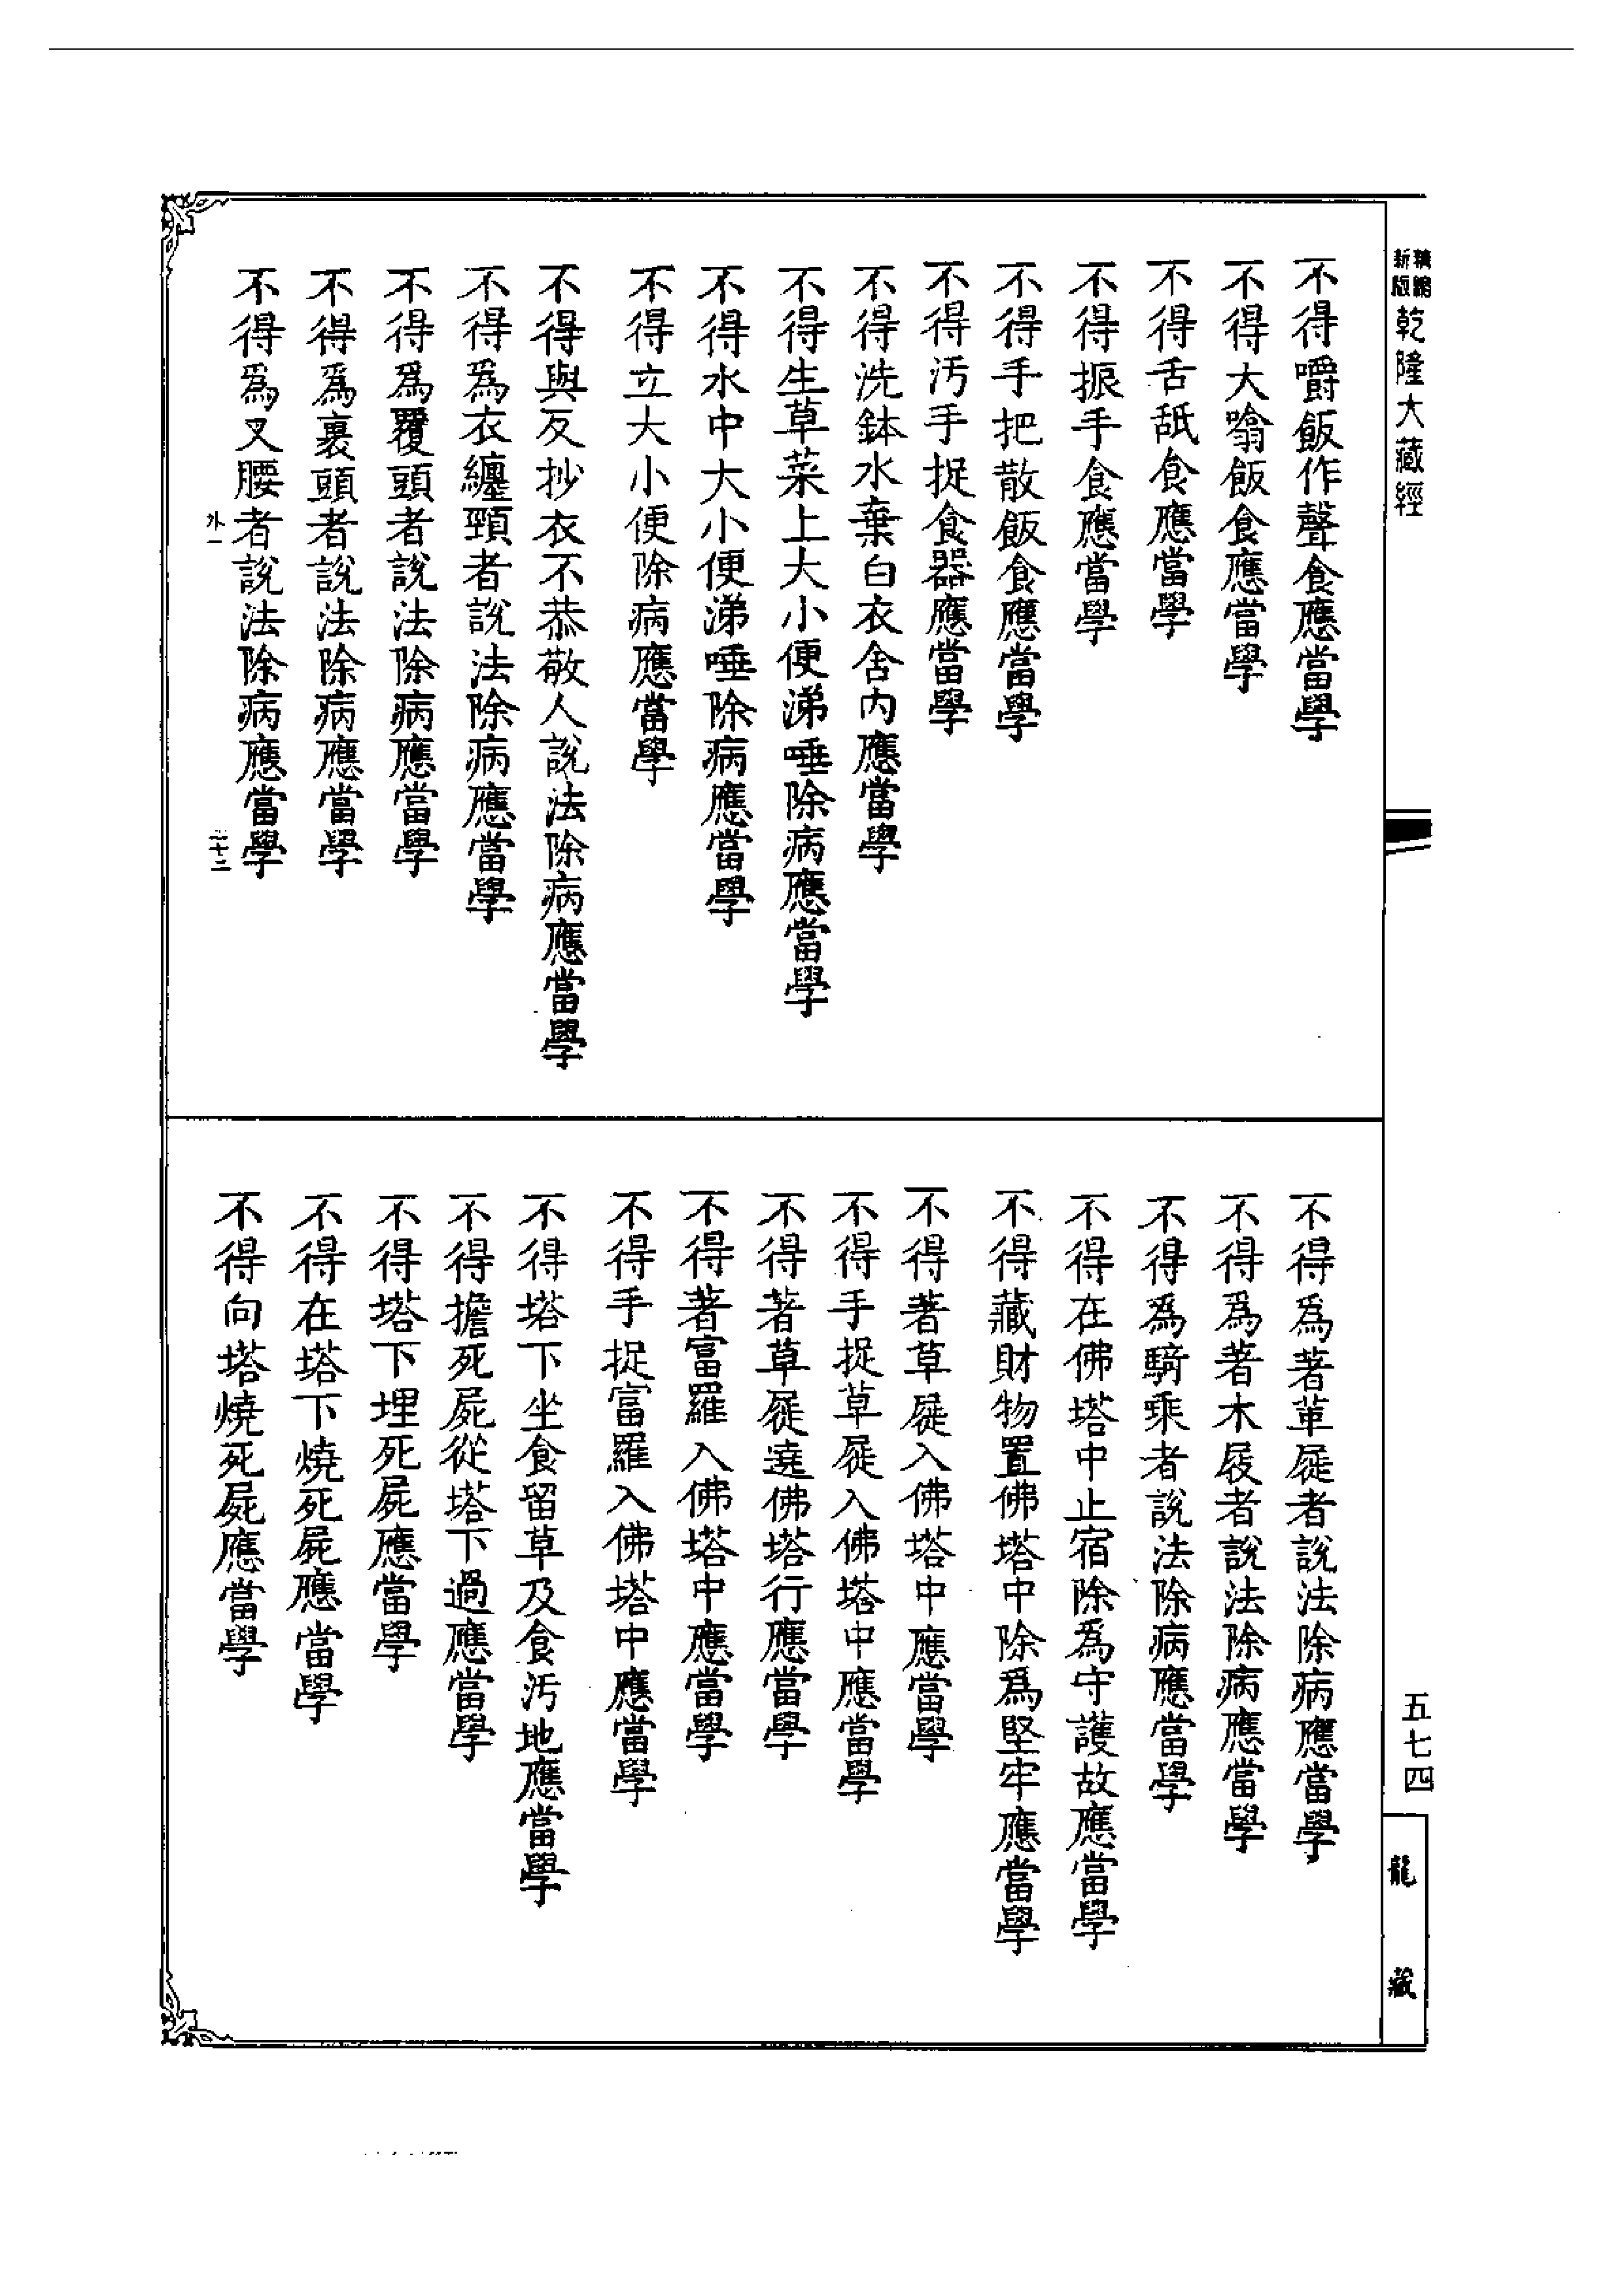 新版
乾隆大藏經
不得嚼飯作聲食應當學
不得大噏飯食應當學
不得舌舐食應當學
不得振手食應當學
不得手把散飯食應當學
不得汚手捉食器應當學
不得洗鉢水棄白衣舍內應當學
不得生草菜上大小便涕唾除病應當學
不得水中大小便涕唾除病應當學
不得立大小便除病應當學
不得與反抄衣不恭敬人說法除病應當學
不得爲衣纏頸者說法除病應當學
不得爲覆頭者說法除病應當學
不得爲裹頭者說法除病應當學
不得爲叉腰者說法除病應當學
外一
不得爲著革屣者說法除病應當學
不得爲著木屐者說法除病應當學
不得爲騎乘者說法除病應當學
不得在佛塔中止宿除爲守護故應當學
不得藏財物置佛塔中除爲堅牢應當學
不得著草屣入佛塔中應當學
不得手捉草屣入佛塔中應當學
不得著草屣遶佛塔行應當學
不得著富羅入佛塔中應當學
不得手捉富羅入佛塔中應當學
不得塔下坐食留草及食汚地應當學
不得擔死屍從塔下過應當學
不得塔下埋死屍應當學
不得在塔下燒死屍應當學
不得向塔燒死屍應當學
五七四
龍藏